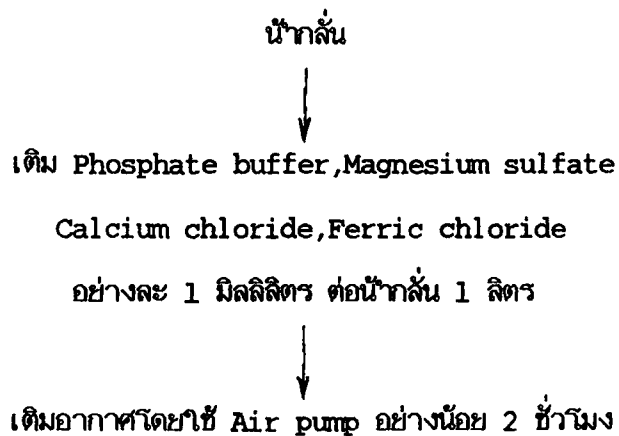 น้ำกลั่น
เติม Phosphate buffer,Magnesium sulfate
Calcium chloride,Ferric chloride
อย่างละ 1 มิลลิลิตร ต่อน้ำกลั่น 1 ลิตร
เติมอากาศโดยใช้ Air pump อย่างน้อย 2 ชั่วโมง